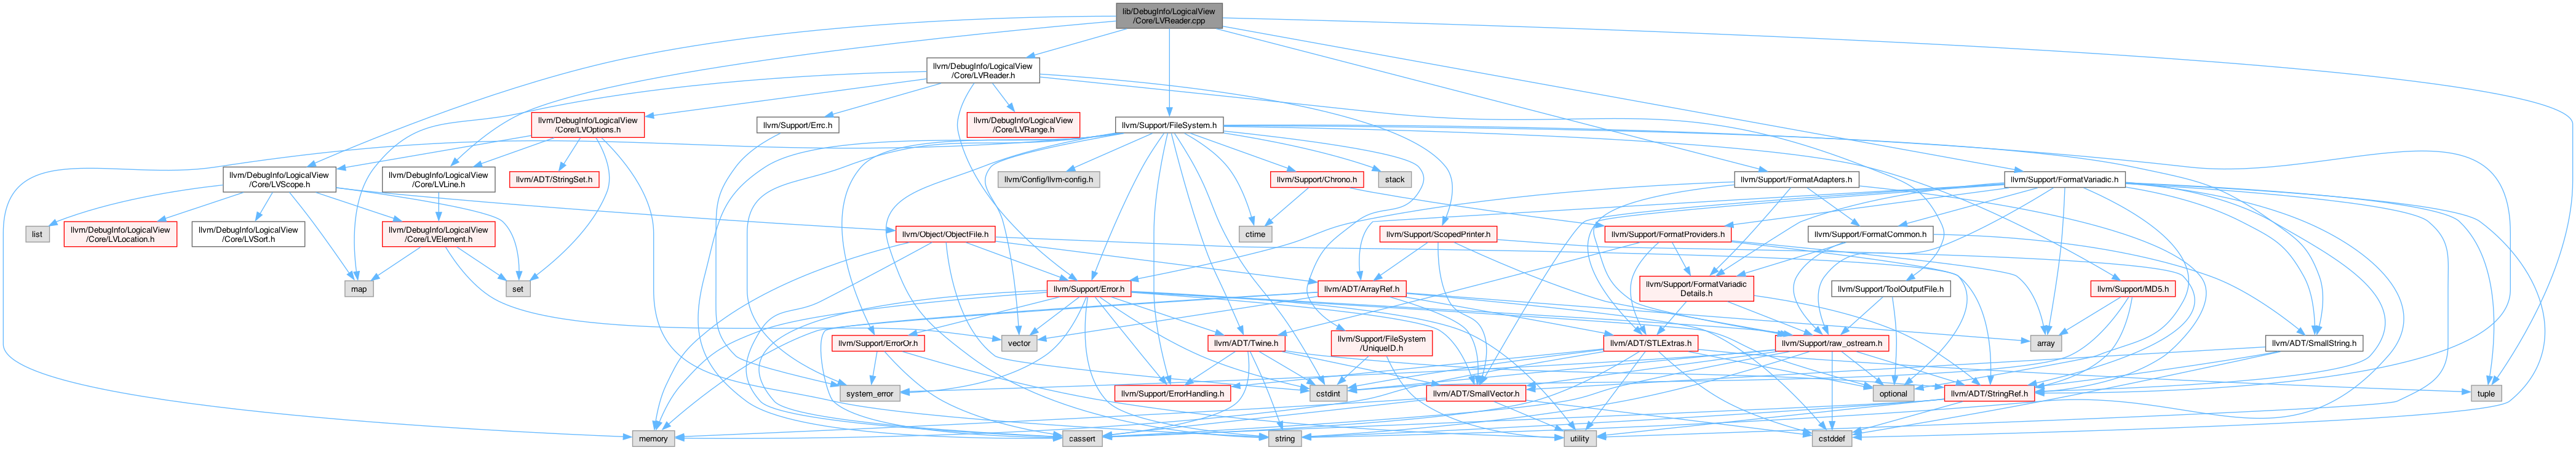 lib/DebugInfo/LogicalView
/Core/LVReader.cpp
llvm/DebugInfo/LogicalView
/Core/LVReader.h
llvm/DebugInfo/LogicalView
/Core/LVOptions.h
llvm/Support/Errc.h
llvm/DebugInfo/LogicalView
/Core/LVRange.h
llvm/Support/FileSystem.h
llvm/DebugInfo/LogicalView
/Core/LVScope.h
llvm/DebugInfo/LogicalView
/Core/LVLine.h
llvm/ADT/StringSet.h
llvm/Config/llvm-config.h
llvm/Support/Chrono.h
stack
llvm/Support/FormatAdapters.h
llvm/Support/FormatVariadic.h
list
llvm/DebugInfo/LogicalView
/Core/LVLocation.h
llvm/DebugInfo/LogicalView
/Core/LVSort.h
llvm/DebugInfo/LogicalView
/Core/LVElement.h
llvm/Object/ObjectFile.h
ctime
llvm/Support/ScopedPrinter.h
llvm/Support/FormatProviders.h
llvm/Support/FormatCommon.h
map
set
llvm/Support/Error.h
llvm/ADT/ArrayRef.h
llvm/Support/FormatVariadic
Details.h
llvm/Support/ToolOutputFile.h
llvm/Support/MD5.h
vector
llvm/Support/ErrorOr.h
llvm/ADT/Twine.h
llvm/Support/FileSystem
/UniqueID.h
llvm/ADT/STLExtras.h
llvm/Support/raw_ostream.h
array
llvm/ADT/SmallString.h
system_error
llvm/Support/ErrorHandling.h
cstdint
llvm/ADT/SmallVector.h
optional
llvm/ADT/StringRef.h
tuple
memory
cassert
string
utility
cstddef